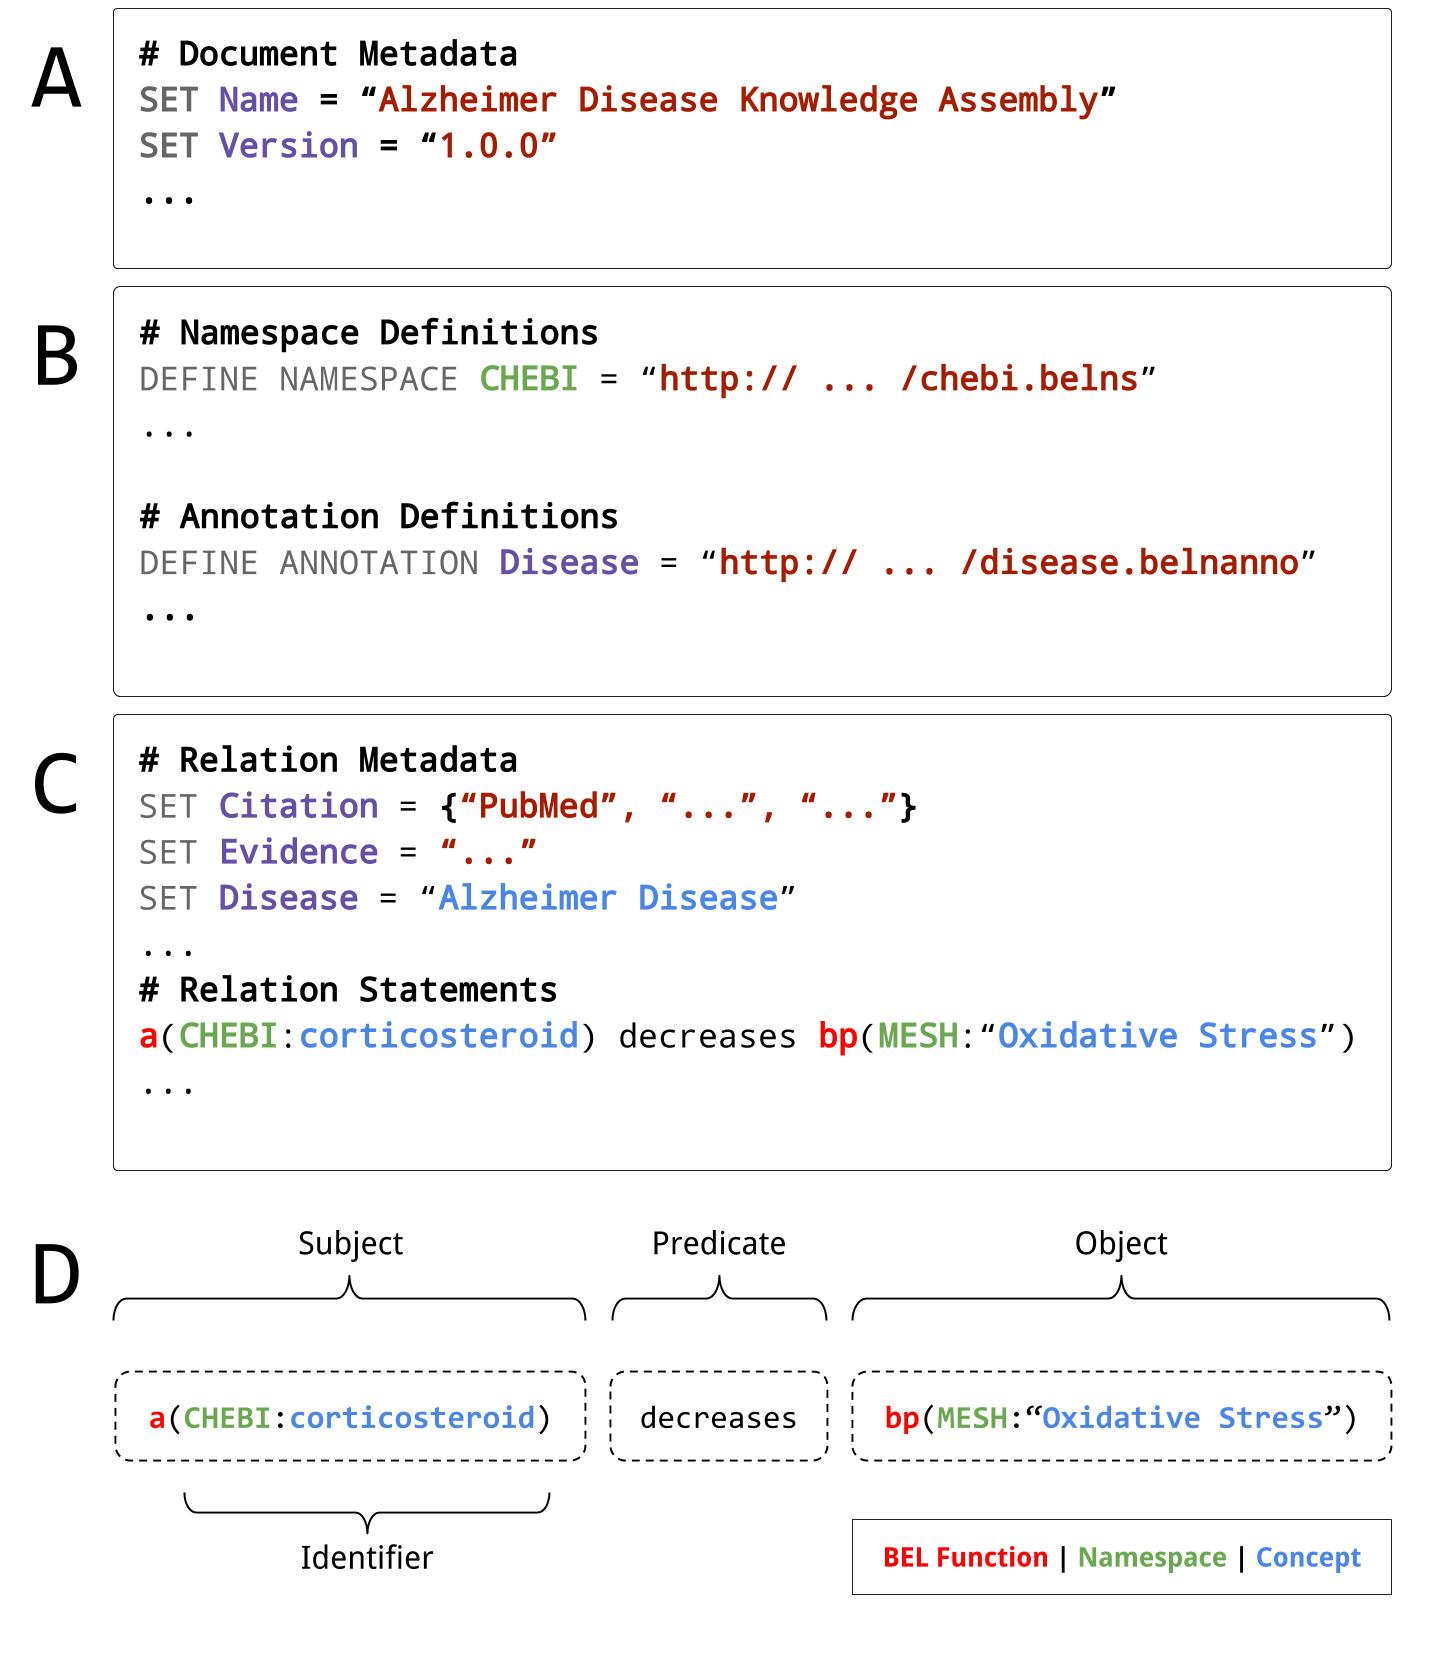 A
# Document Metadata
SET Name = “Alzheimer Disease Knowledge Assembly”
SET Version = “1.0.0”
...
B
# Namespace Definitions
DEFINE NAMESPACE CHEBI = “http:// ... /chebi.belns”
...
# Annotation Definitions
DEFINE ANNOTATION Disease = “http:// ... /disease.belnanno”
...
C
# Relation Metadata
SET Citation = {“PubMed”, “...”, “...”}
SET Evidence = “...”
SET Disease = “Alzheimer Disease”
...
# Relation Statements
a(CHEBI:corticosteroid) decreases bp(MESH:“Oxidative Stress”)
...
D
Subject Predicate Object
a(CHEBI:corticosteroid) decreases bp(MESH:“Oxidative Stress”)
Identifier
BEL Function | Namespace | Concept